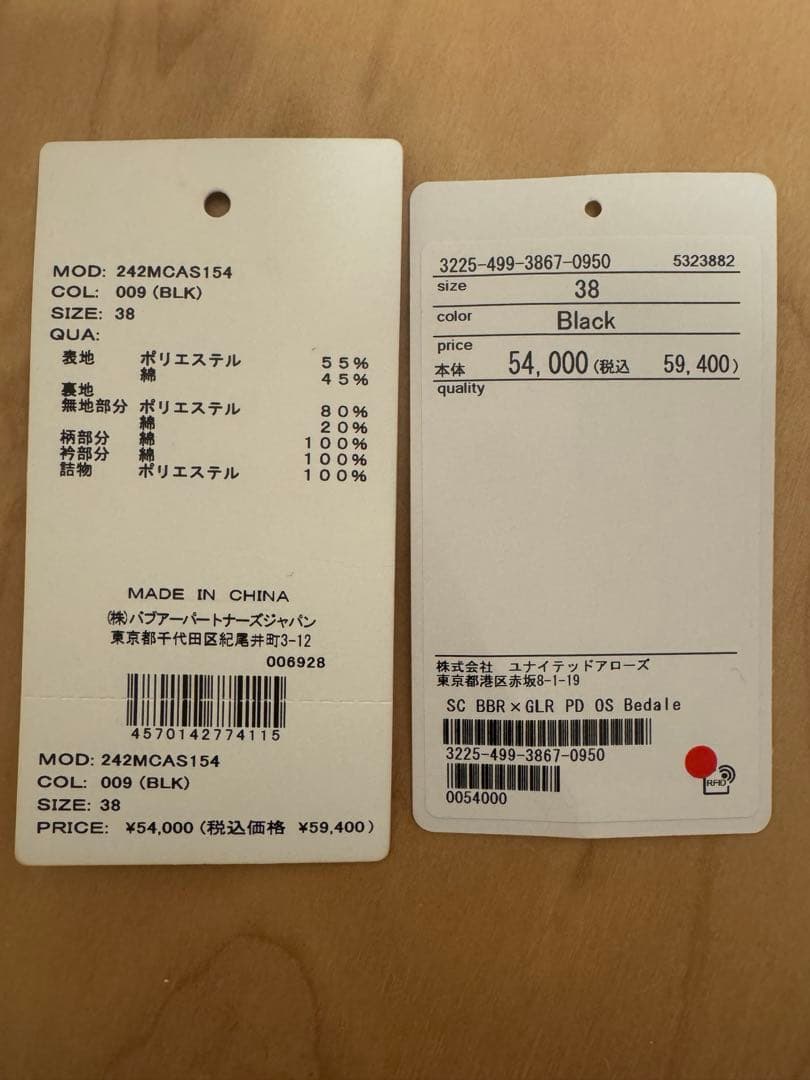 MOD: 242MCAS154
COL: 009 (BLK)
SIZE: 38
QUA:
表地 ポリエステル 55%
綿 45%
裏地
無地部分 ポリエステル 80%
綿 20%
柄部分 綿 100%
衿部分 綿 100%
詰物 ポリエステル 100%
MADE IN CHINA
(株)バブアーパートナーズジャパン
東京都千代田区紀尾井町3-12
006928
4570142774115
MOD: 242MCAS154
COL: 009 (BLK)
SIZE: 38
PRICE: ¥54,000 (税込価格 ¥59,400)
3225-499-3867-0950 5323882
size 38
color Black
price
本体 54,000(税込 59,400)
quality
株式会社 ユナイテッドアローズ
東京都港区赤坂8-1-19
SC BBR×GLR PD OS Bedale
3225-499-3867-0950
0054000
RFID